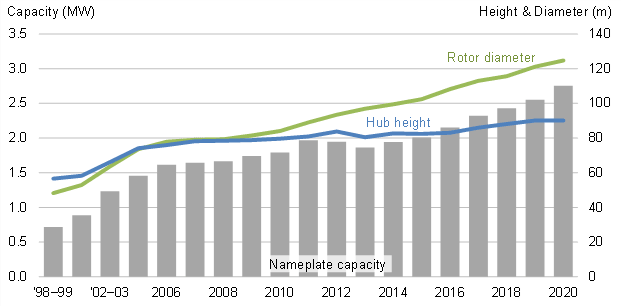 Capacity (MW) Height & Diameter (m)
3.5 140
Rotor diameter
3.0 120
2.5 100
Hub height
2.0 80
1.5 60
1.0 40
0.5 20
Nameplate capacity
0.0 0
'98–99 '02–03 2006 2008 2010 2012 2014 2016 2018 2020